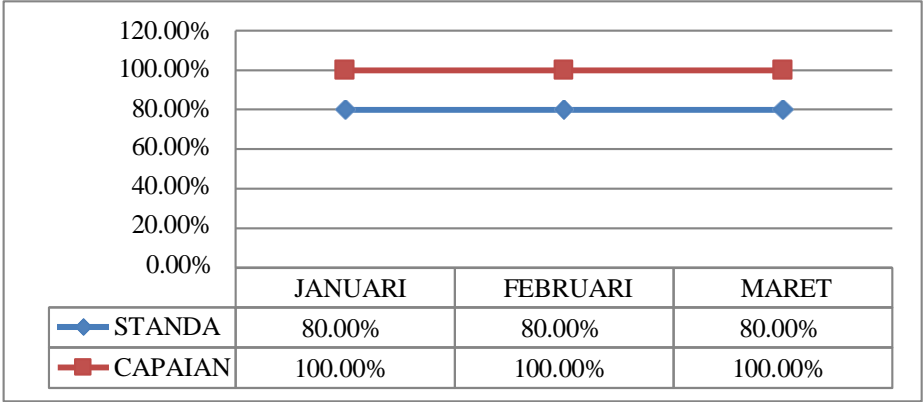 120.00%
100.00%
80.00%
60.00%
40.00%
20.00%
0.00%
JANUARI FEBRUARI MARET
STANDA 80.00% 80.00% 80.00%
CAPAIAN 100.00% 100.00% 100.00%